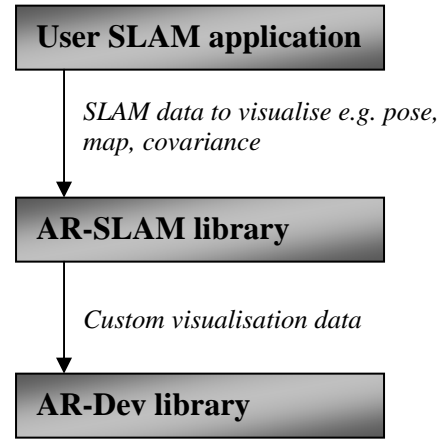 User SLAM application
SLAM data to visualise e.g. pose,
map, covariance
AR-SLAM library
Custom visualisation data
AR-Dev library